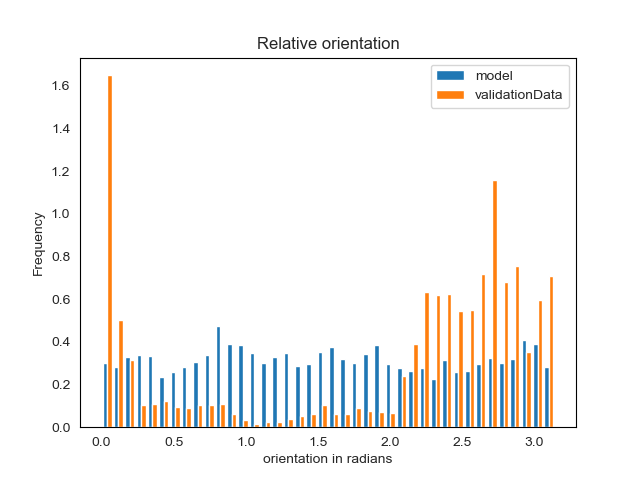 Relative orientation
model
validationData
Frequency
1.6
1.4
1.2
1.0
0.8
0.6
0.4
0.2
0.0
0.0 0.5 1.0 1.5 2.0 2.5 3.0
orientation in radians